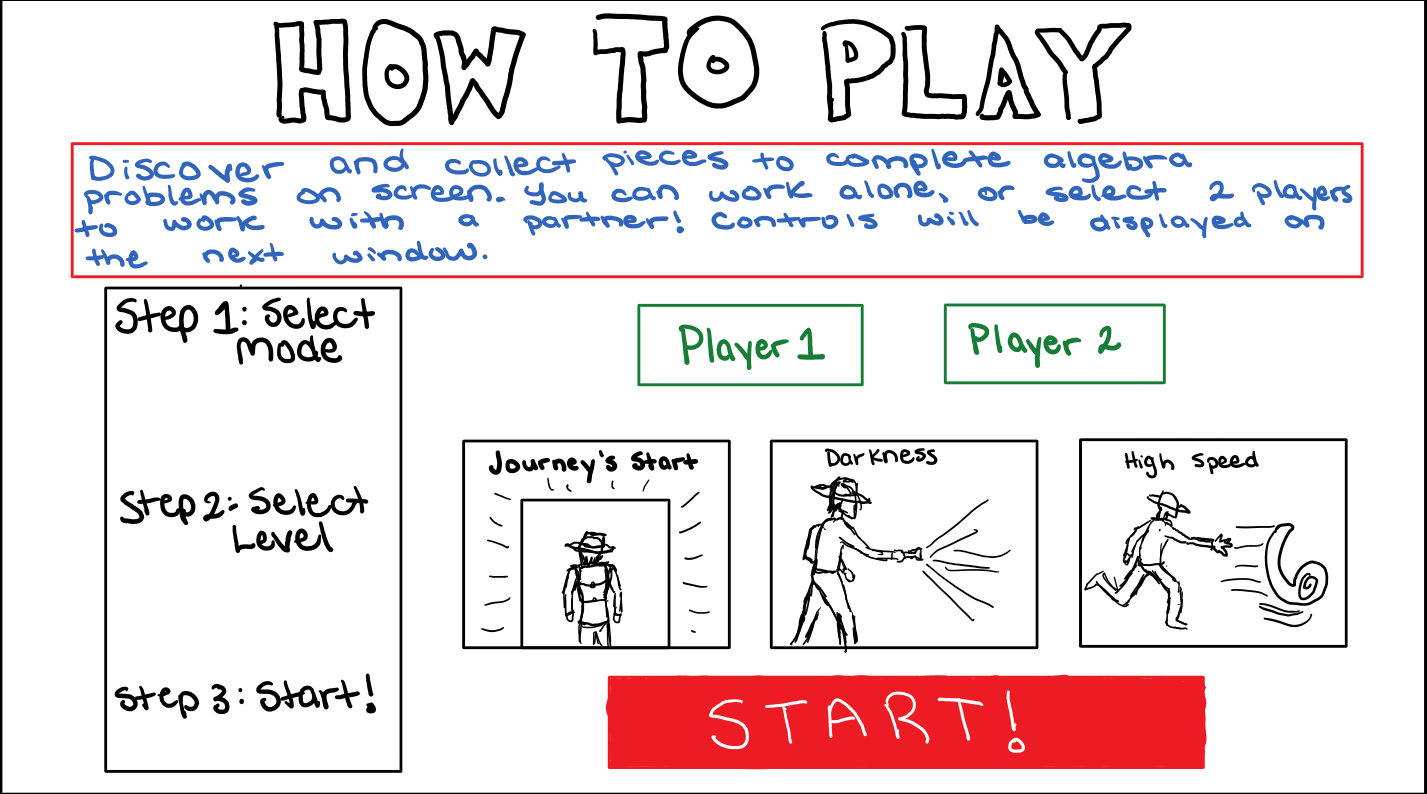 HOW TO PLAY
Discover and collect pieces to complete algebra
problems on screen. You can work alone, or select 2 players
to work with a partner! Controls will be displayed on
the next window.
Step 1: Select
Mode
Player 1
Player 2
Step 2: Select
Level
Journey's Start
Darkness
High Speed
Step 3: Start!
START!